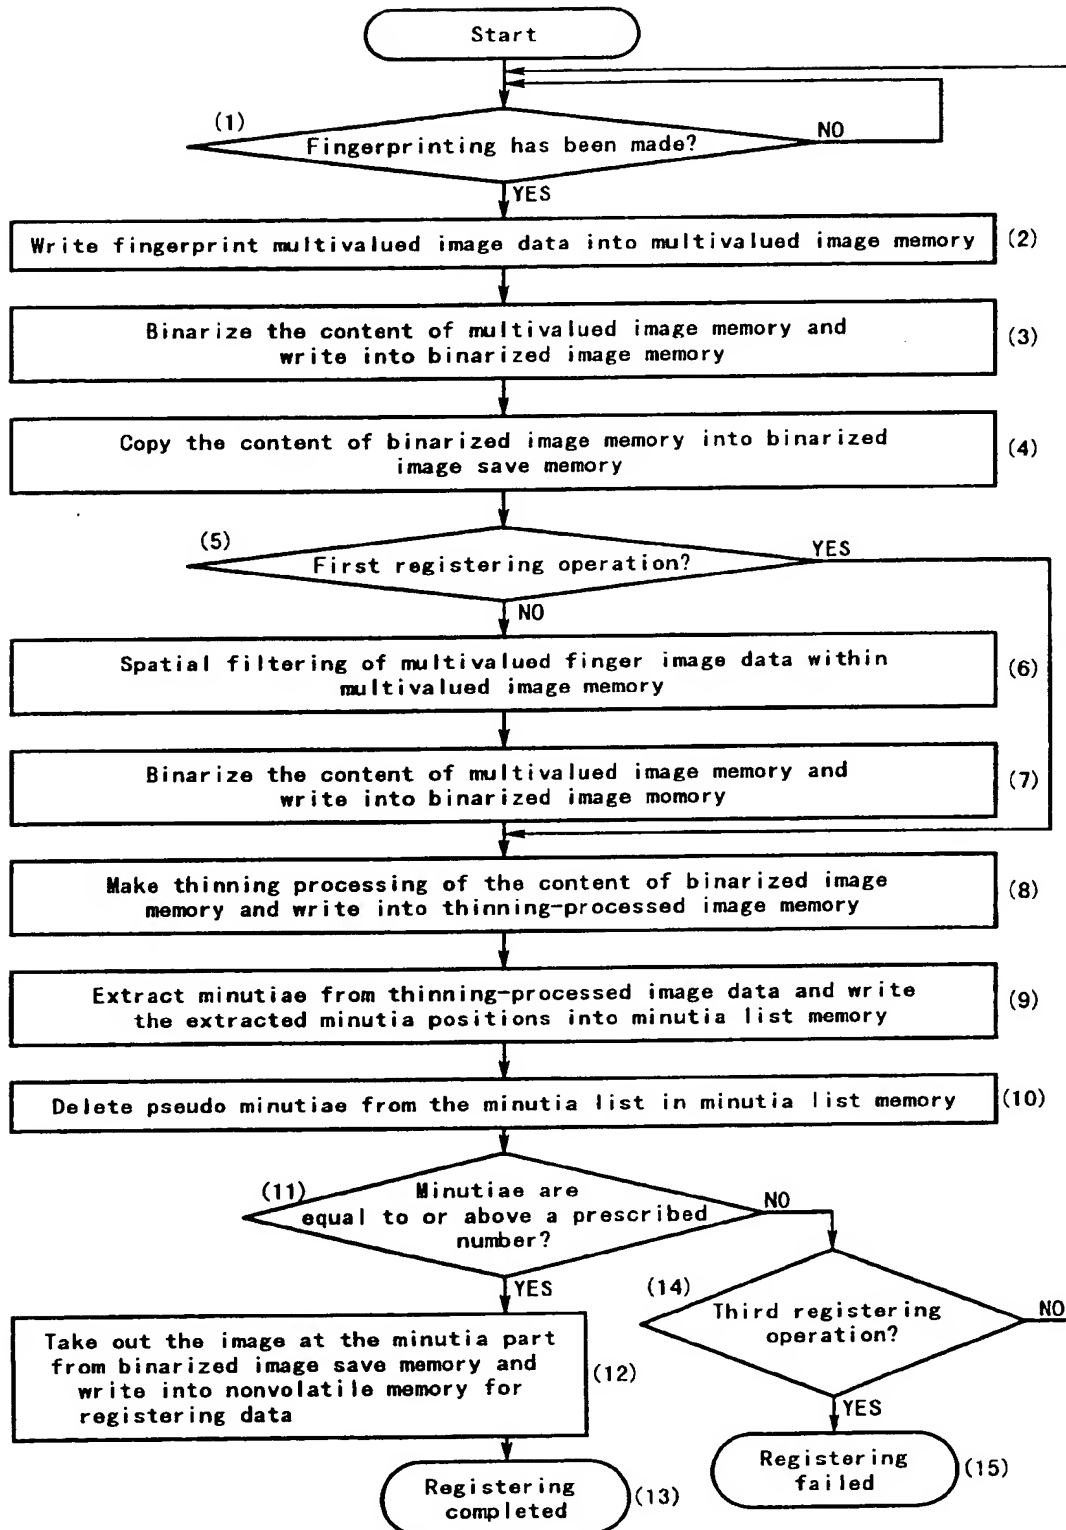 Start
(1)
Fingerprinting has been made?
NO
YES
Write fingerprint multivalued image data into multivalued image memory
(2)
Binarize the content of multivalued image memory and
write into binarized image memory
(3)
Copy the content of binarized image memory into binarized
image save memory
(4)
(5)
First registering operation?
YES
NO
Spatial filtering of multivalued finger image data within
multivalued image memory
(6)
Binarize the content of multivalued image memory and
write into binarized image momory
(7)
Make thinning processing of the content of binarized image
memory and write into thinning-processed image memory
(8)
Extract minutiae from thinning-processed image data and write
the extracted minutia positions into minutia list memory
(9)
Delete pseudo minutiae from the minutia list in minutia list memory
(10)
(11)
Minutiae are
equal to or above a prescribed
number?
NO
YES
(14)
Third registering
operation?
NO
YES
Take out the image at the minutia part
from binarized image save memory and
write into nonvolatile memory for
registering data
(12)
Registering
completed
(13)
Registering
failed
(15)